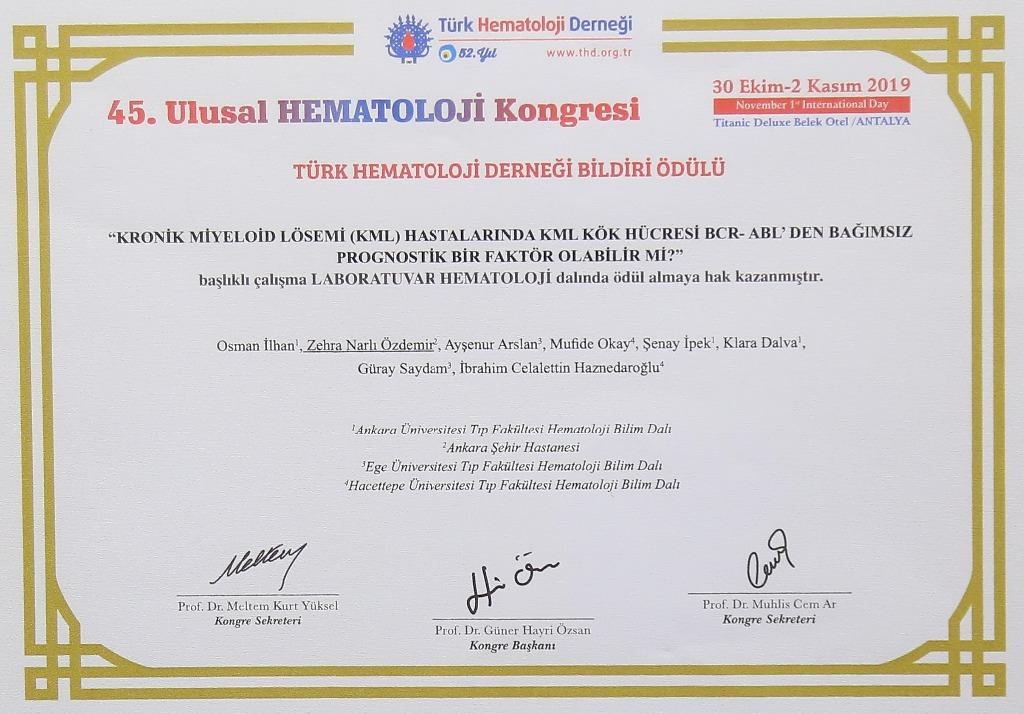 Türk Hematoloji Derneği
52.Yıl www.thd.org.tr
45. Ulusal HEMATOLOJİ Kongresi
30 Ekim-2 Kasım 2019
November 1st International Day
Titanic Deluxe Belek Otel /ANTALYA
TÜRK HEMATOLOJİ DERNEĞİ BİLDİRİ ÖDÜLÜ
“KRONİK MİYELOİD LÖSEMİ (KML) HASTALARINDA KML KÖK HÜCRESİ BCR- ABL’ DEN BAĞIMSIZ
PROGNOSTİK BİR FAKTÖR OLABİLİR Mİ?”
başlıklı çalışma LABORATUVAR HEMATOLOJİ dalında ödül almaya hak kazanmıştır.
Osman İlhan¹, Zehra Narlı Özdemir², Ayşenur Arslan³, Mufide Okay⁴, Şenay İpek¹, Klara Dalva¹,
Güray Saydam³, İbrahim Celalettin Haznedaroğlu⁴
¹Ankara Üniversitesi Tıp Fakültesi Hematoloji Bilim Dalı
²Ankara Şehir Hastanesi
³Ege Üniversitesi Tıp Fakültesi Hematoloji Bilim Dalı
⁴Hacettepe Üniversitesi Tıp Fakültesi Hematoloji Bilim Dalı
Prof. Dr. Meltem Kurt Yüksel
Kongre Sekreteri
Prof. Dr. Güner Hayri Özsan
Kongre Başkanı
Prof. Dr. Muhlis Cem Ar
Kongre Sekreteri